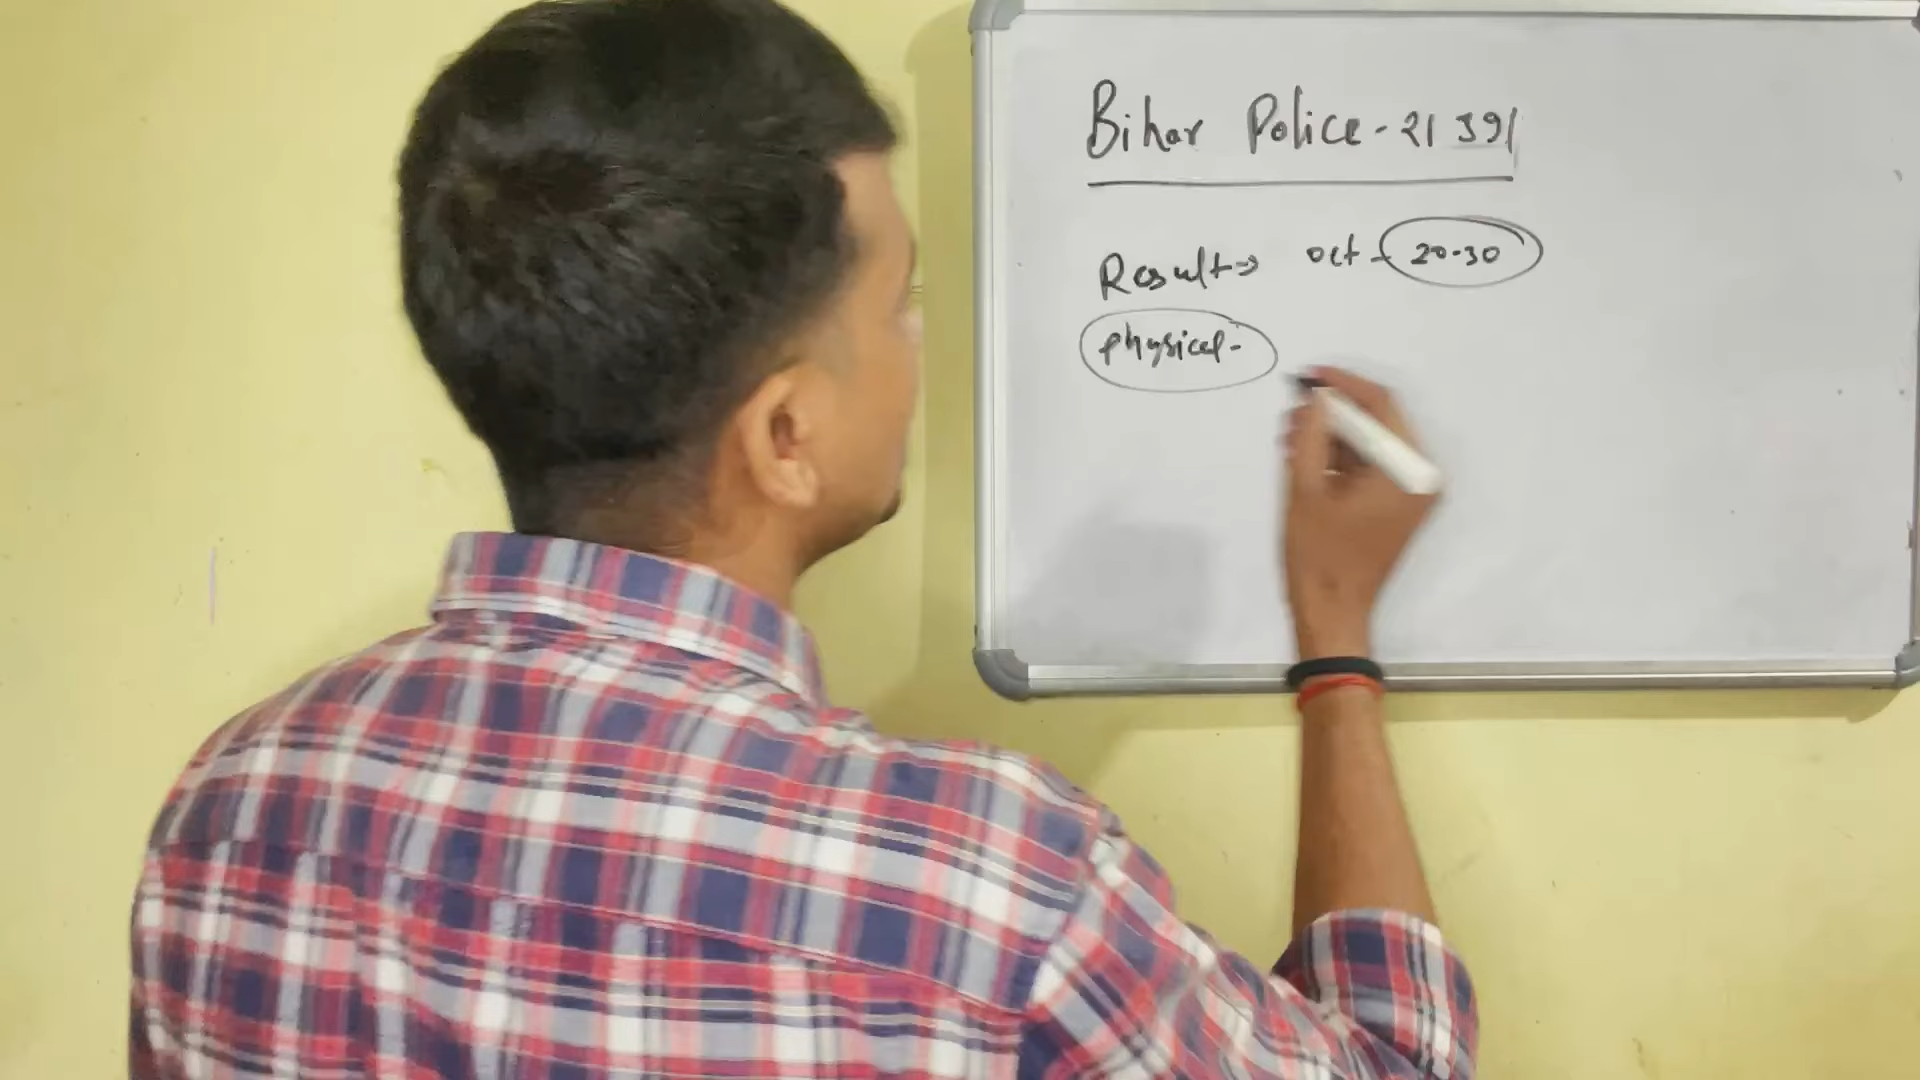 Bihar Police - 21391
Result ⇒ oct - 20-30
Physical -